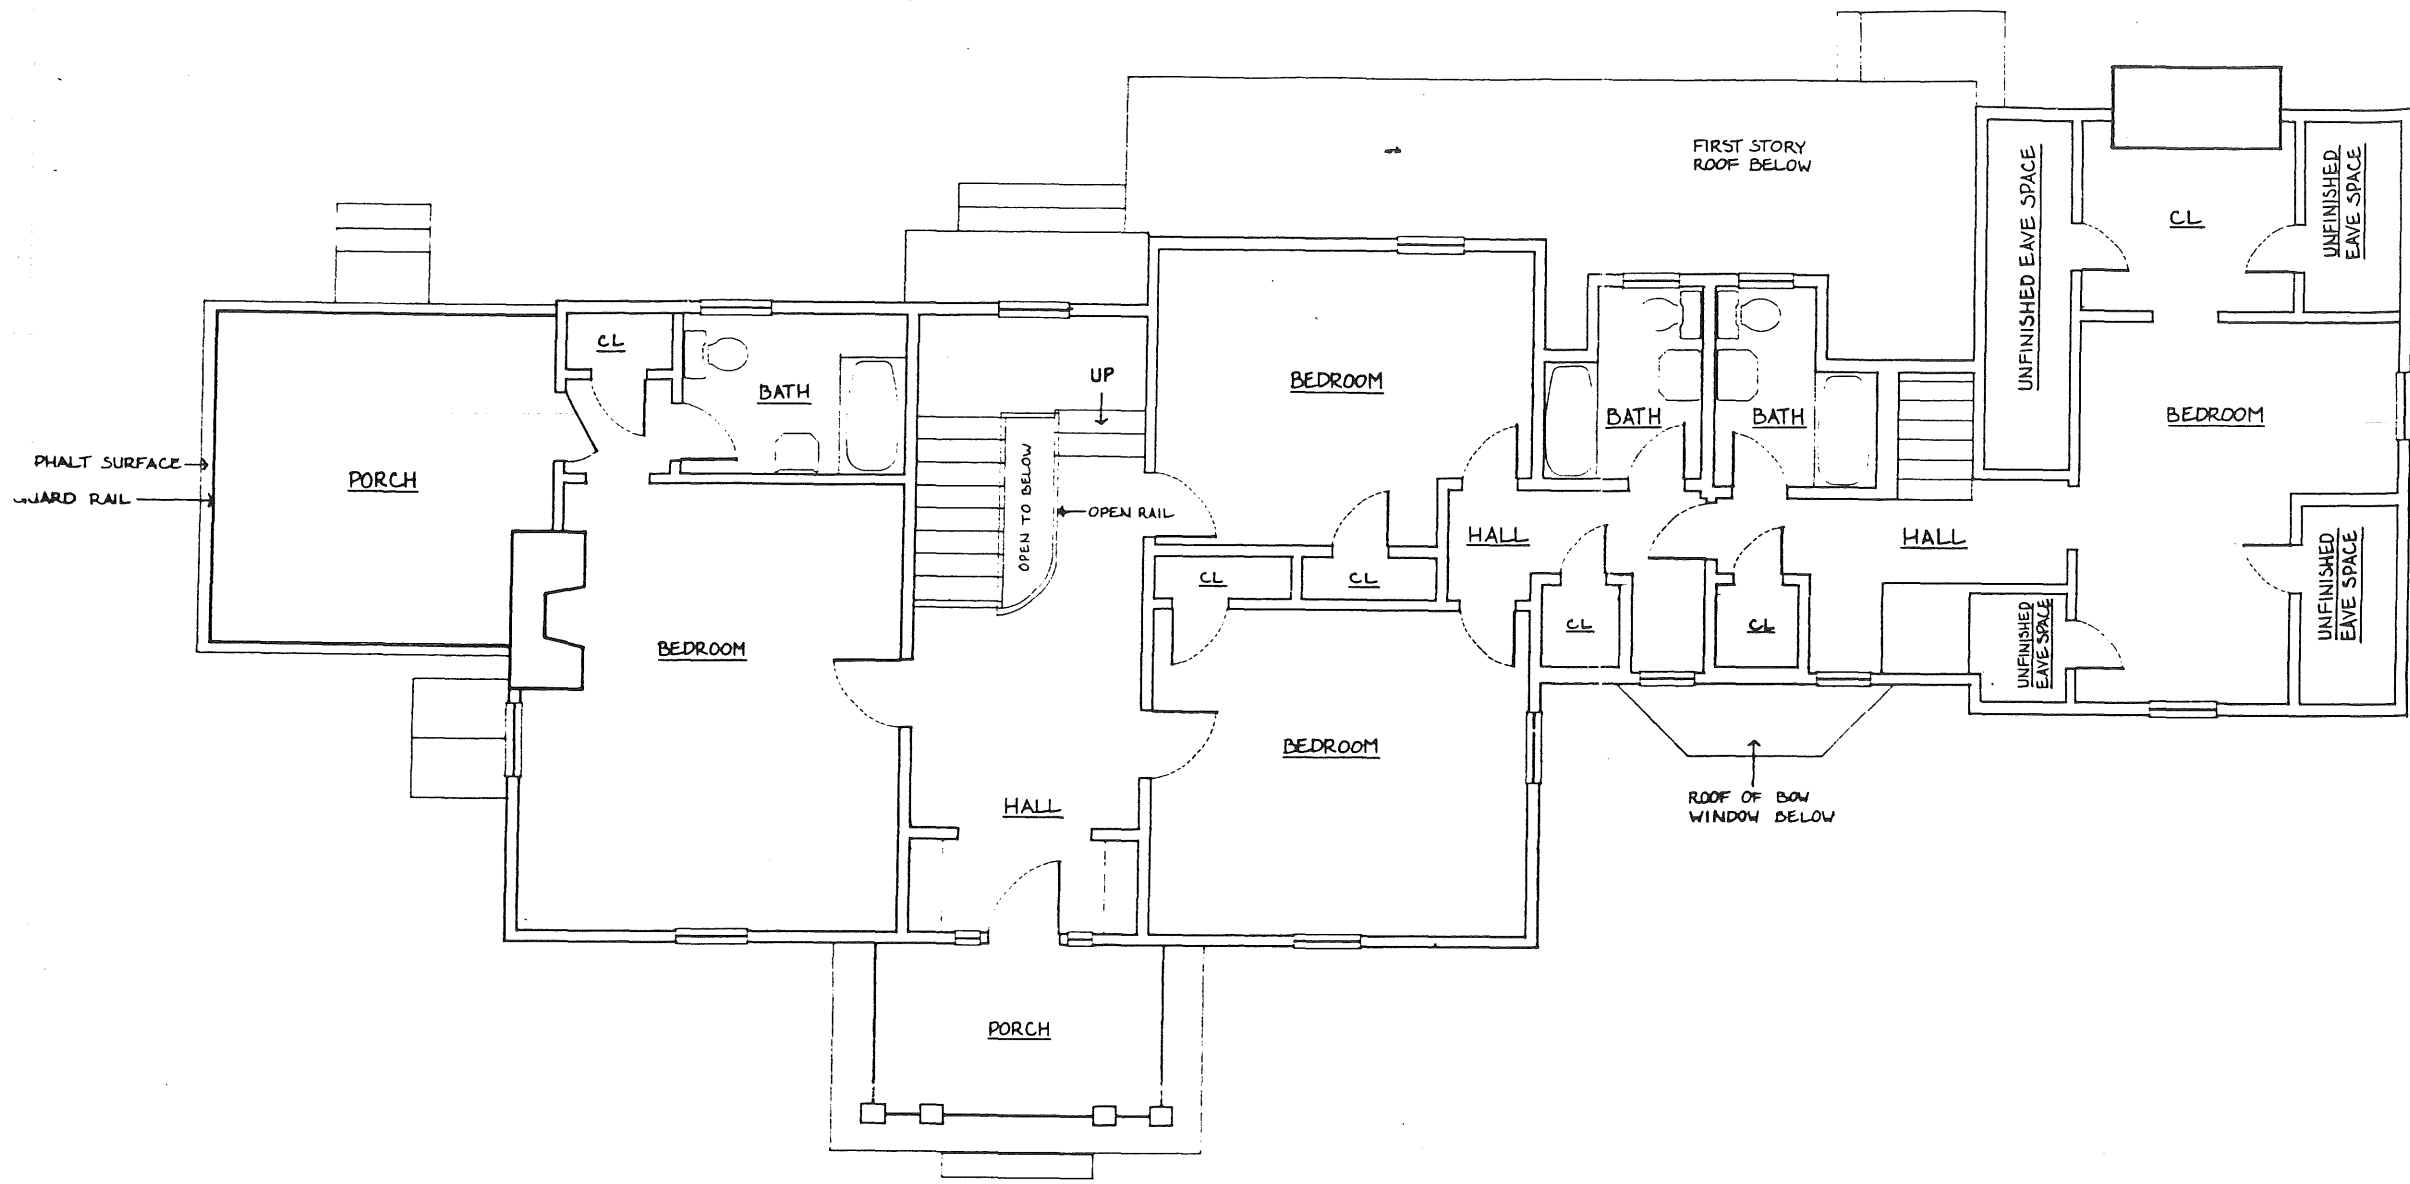 FIRST STORY
ROOF BELOW
UNFINISHED EAVE SPACE
CL
UNFINISHED
EAVE SPACE
CL
BATH
UP
BEDROOM
BATH
BATH
BEDROOM
PHALT SURFACE
PORCH
GUARD RAIL
OPEN TO BELOW
OPEN RAIL
HALL
HALL
CL
CL
UNFINISHED
EAVE SPACE
BEDROOM
CL
CL
UNFINISHED
EAVE SPACE
BEDROOM
HALL
ROOF OF BOW
WINDOW BELOW
PORCH